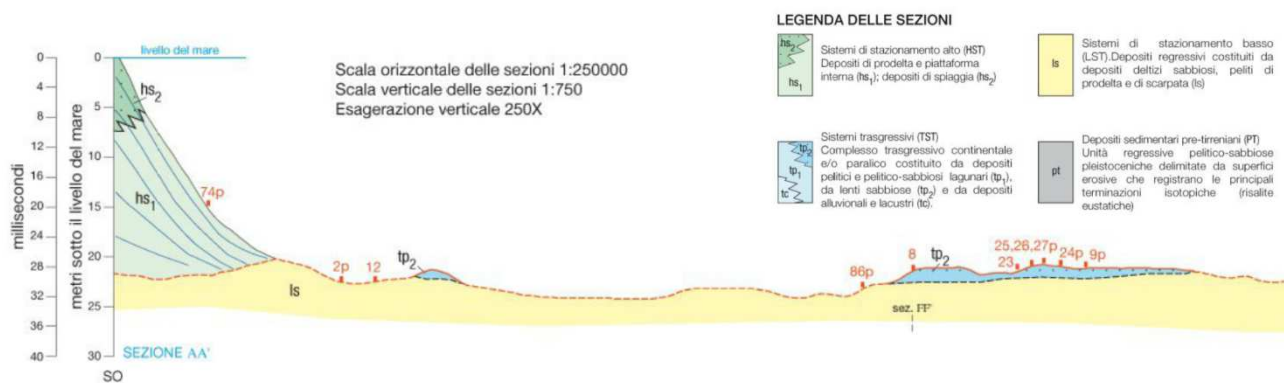 LEGENDA DELLE SEZIONI
hs2
hs1
Sistemi di stazionamento alto (HST)
Depositi di prodelta e piattaforma
interna (hs1); depositi di spiaggia (hs2)
ls
Sistemi di stazionamento basso
(LST).Depositi regressivi costituiti da
depositi deltizi sabbiosi, peliti di
prodelta e di scarpata (ls)
tp2
tp1
tc
Sistemi trasgressivi (TST)
Complesso trasgressivo continentale
e/o paralico costituito da depositi
pelitici e pelitico-sabbiosi lagunari (tp1),
da lenti sabbiose (tp2) e da depositi
alluvionali e lacustri (tc).
pt
Depositi sedimentari pre-tirreniani (PT)
Unità regressive pelitico-sabbiose
pleistoceniche delimitate da superfici
erosive che registrano le principali
terminazioni isotopiche (risalite
eustatiche)
livello del mare
Scala orizzontale delle sezioni 1:250000
Scala verticale delle sezioni 1:750
Esagerazione verticale 250X
millisecondi
0
4
8
12
16
20
24
28
32
36
40
metri sotto il livello del mare
0
5
10
15
20
25
30
hs2
hs1
74p
2p
12
tp2
ls
86p
8
tp2
25,26,27p
23
24p
9p
sez. FF'
SEZIONE AA'
SO